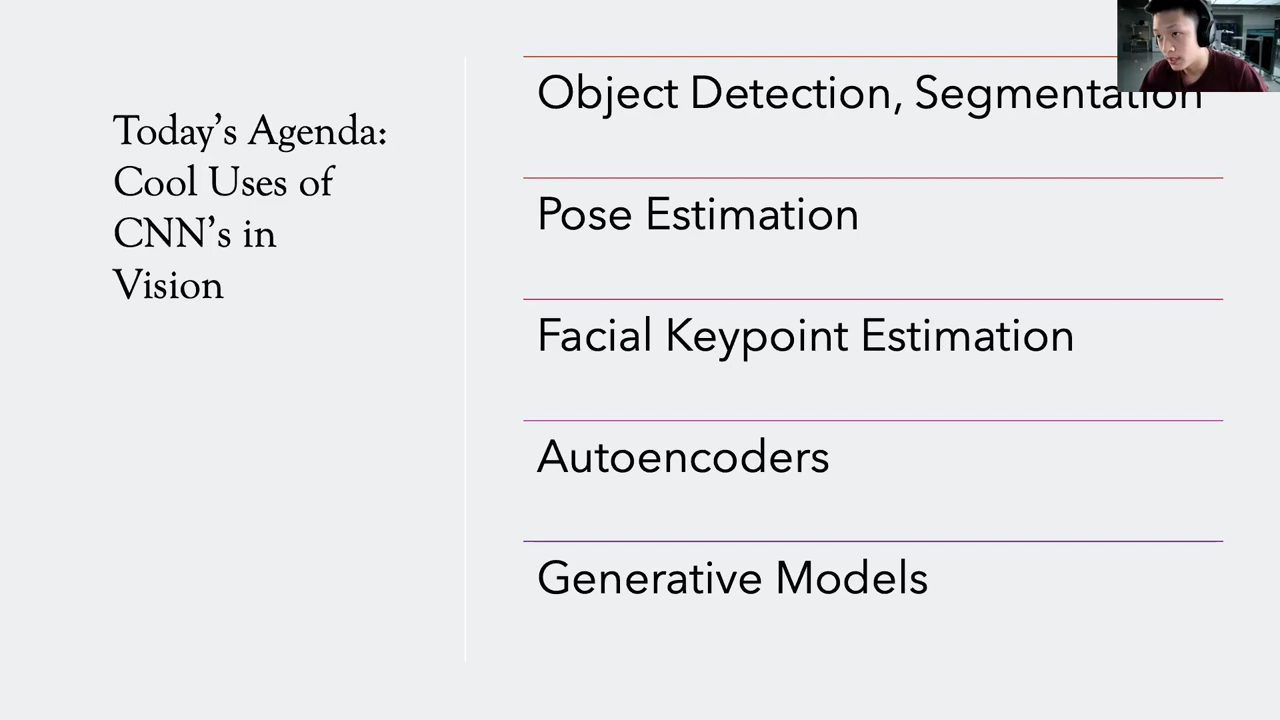 Today’s Agenda:
Cool Uses of
CNN’s in
Vision
Object Detection, Segmentation
Pose Estimation
Facial Keypoint Estimation
Autoencoders
Generative Models